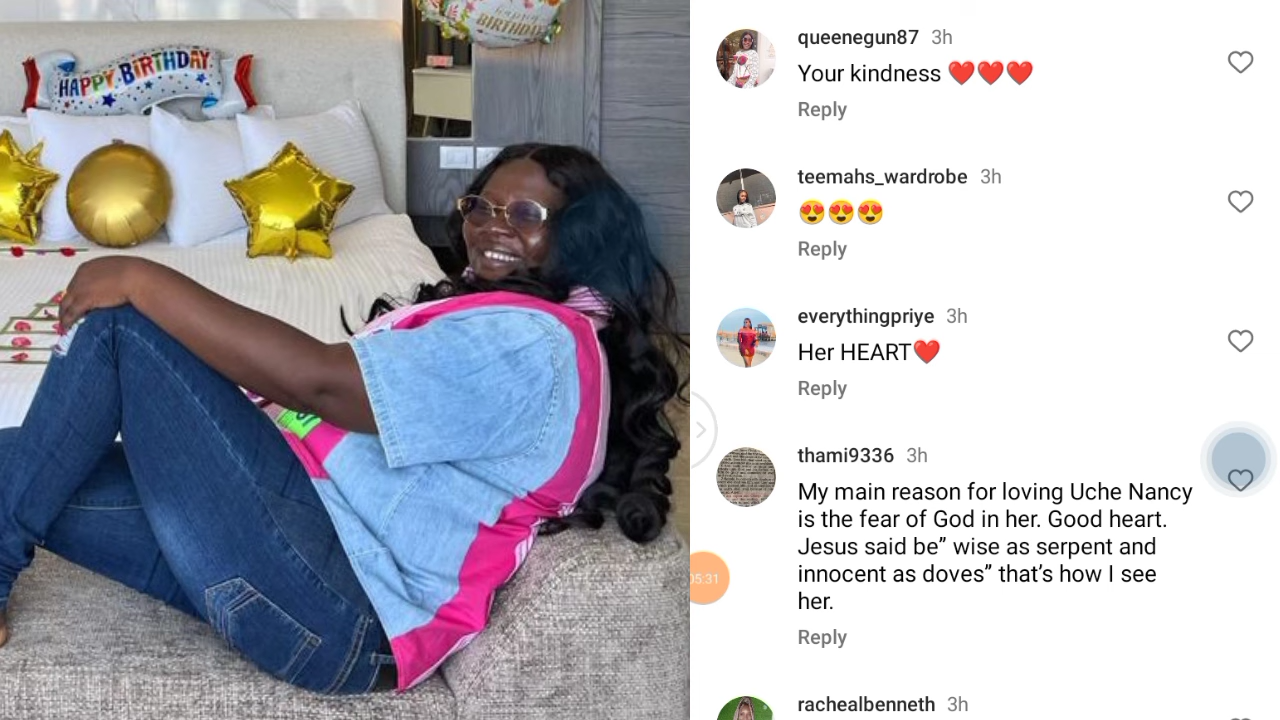 HAPPY BIRTHDAY
happy
BIRTHDAY
queenegun87 3h
Your kindness ❤️❤️❤️
Reply
teemahs_wardrobe 3h
😍😍😍
Reply
everythingpriye 3h
Her HEART❤️
Reply
thami9336 3h
My main reason for loving Uche Nancy
is the fear of God in her. Good heart.
Jesus said be” wise as serpent and
innocent as doves” that’s how I see
her.
Reply
05:31
rachealbenneth 3h